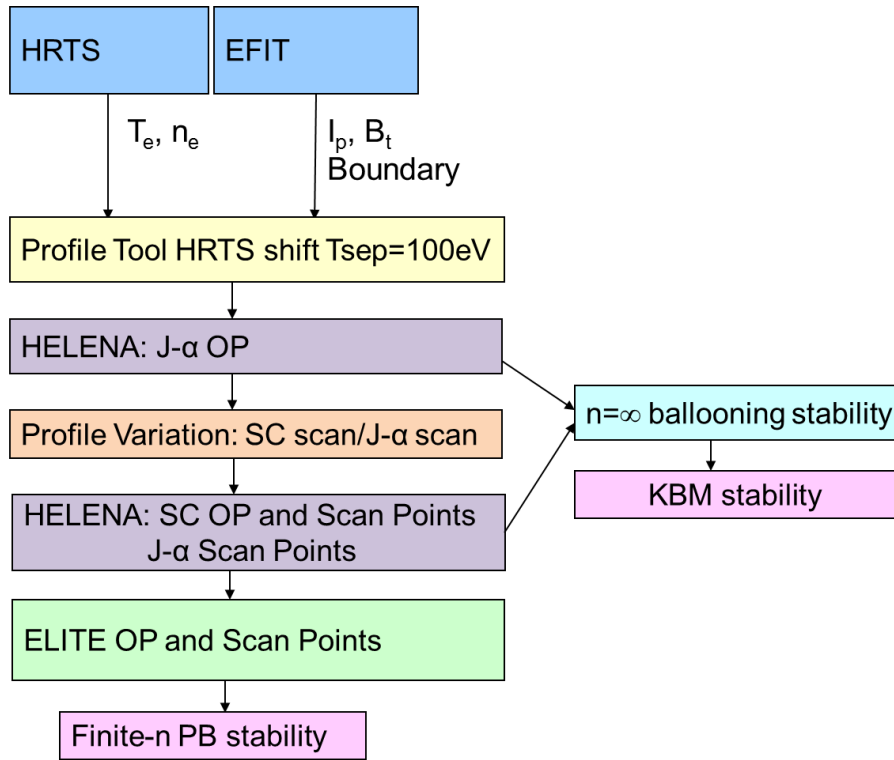 HRTS
EFIT
Tₑ, nₑ
Iₚ, Bₜ
Boundary
Profile Tool HRTS shift Tsep=100eV
HELENA: J-α OP
n=∞ ballooning stability
Profile Variation: SC scan/J-α scan
KBM stability
HELENA: SC OP and Scan Points
J-α Scan Points
ELITE OP and Scan Points
Finite-n PB stability